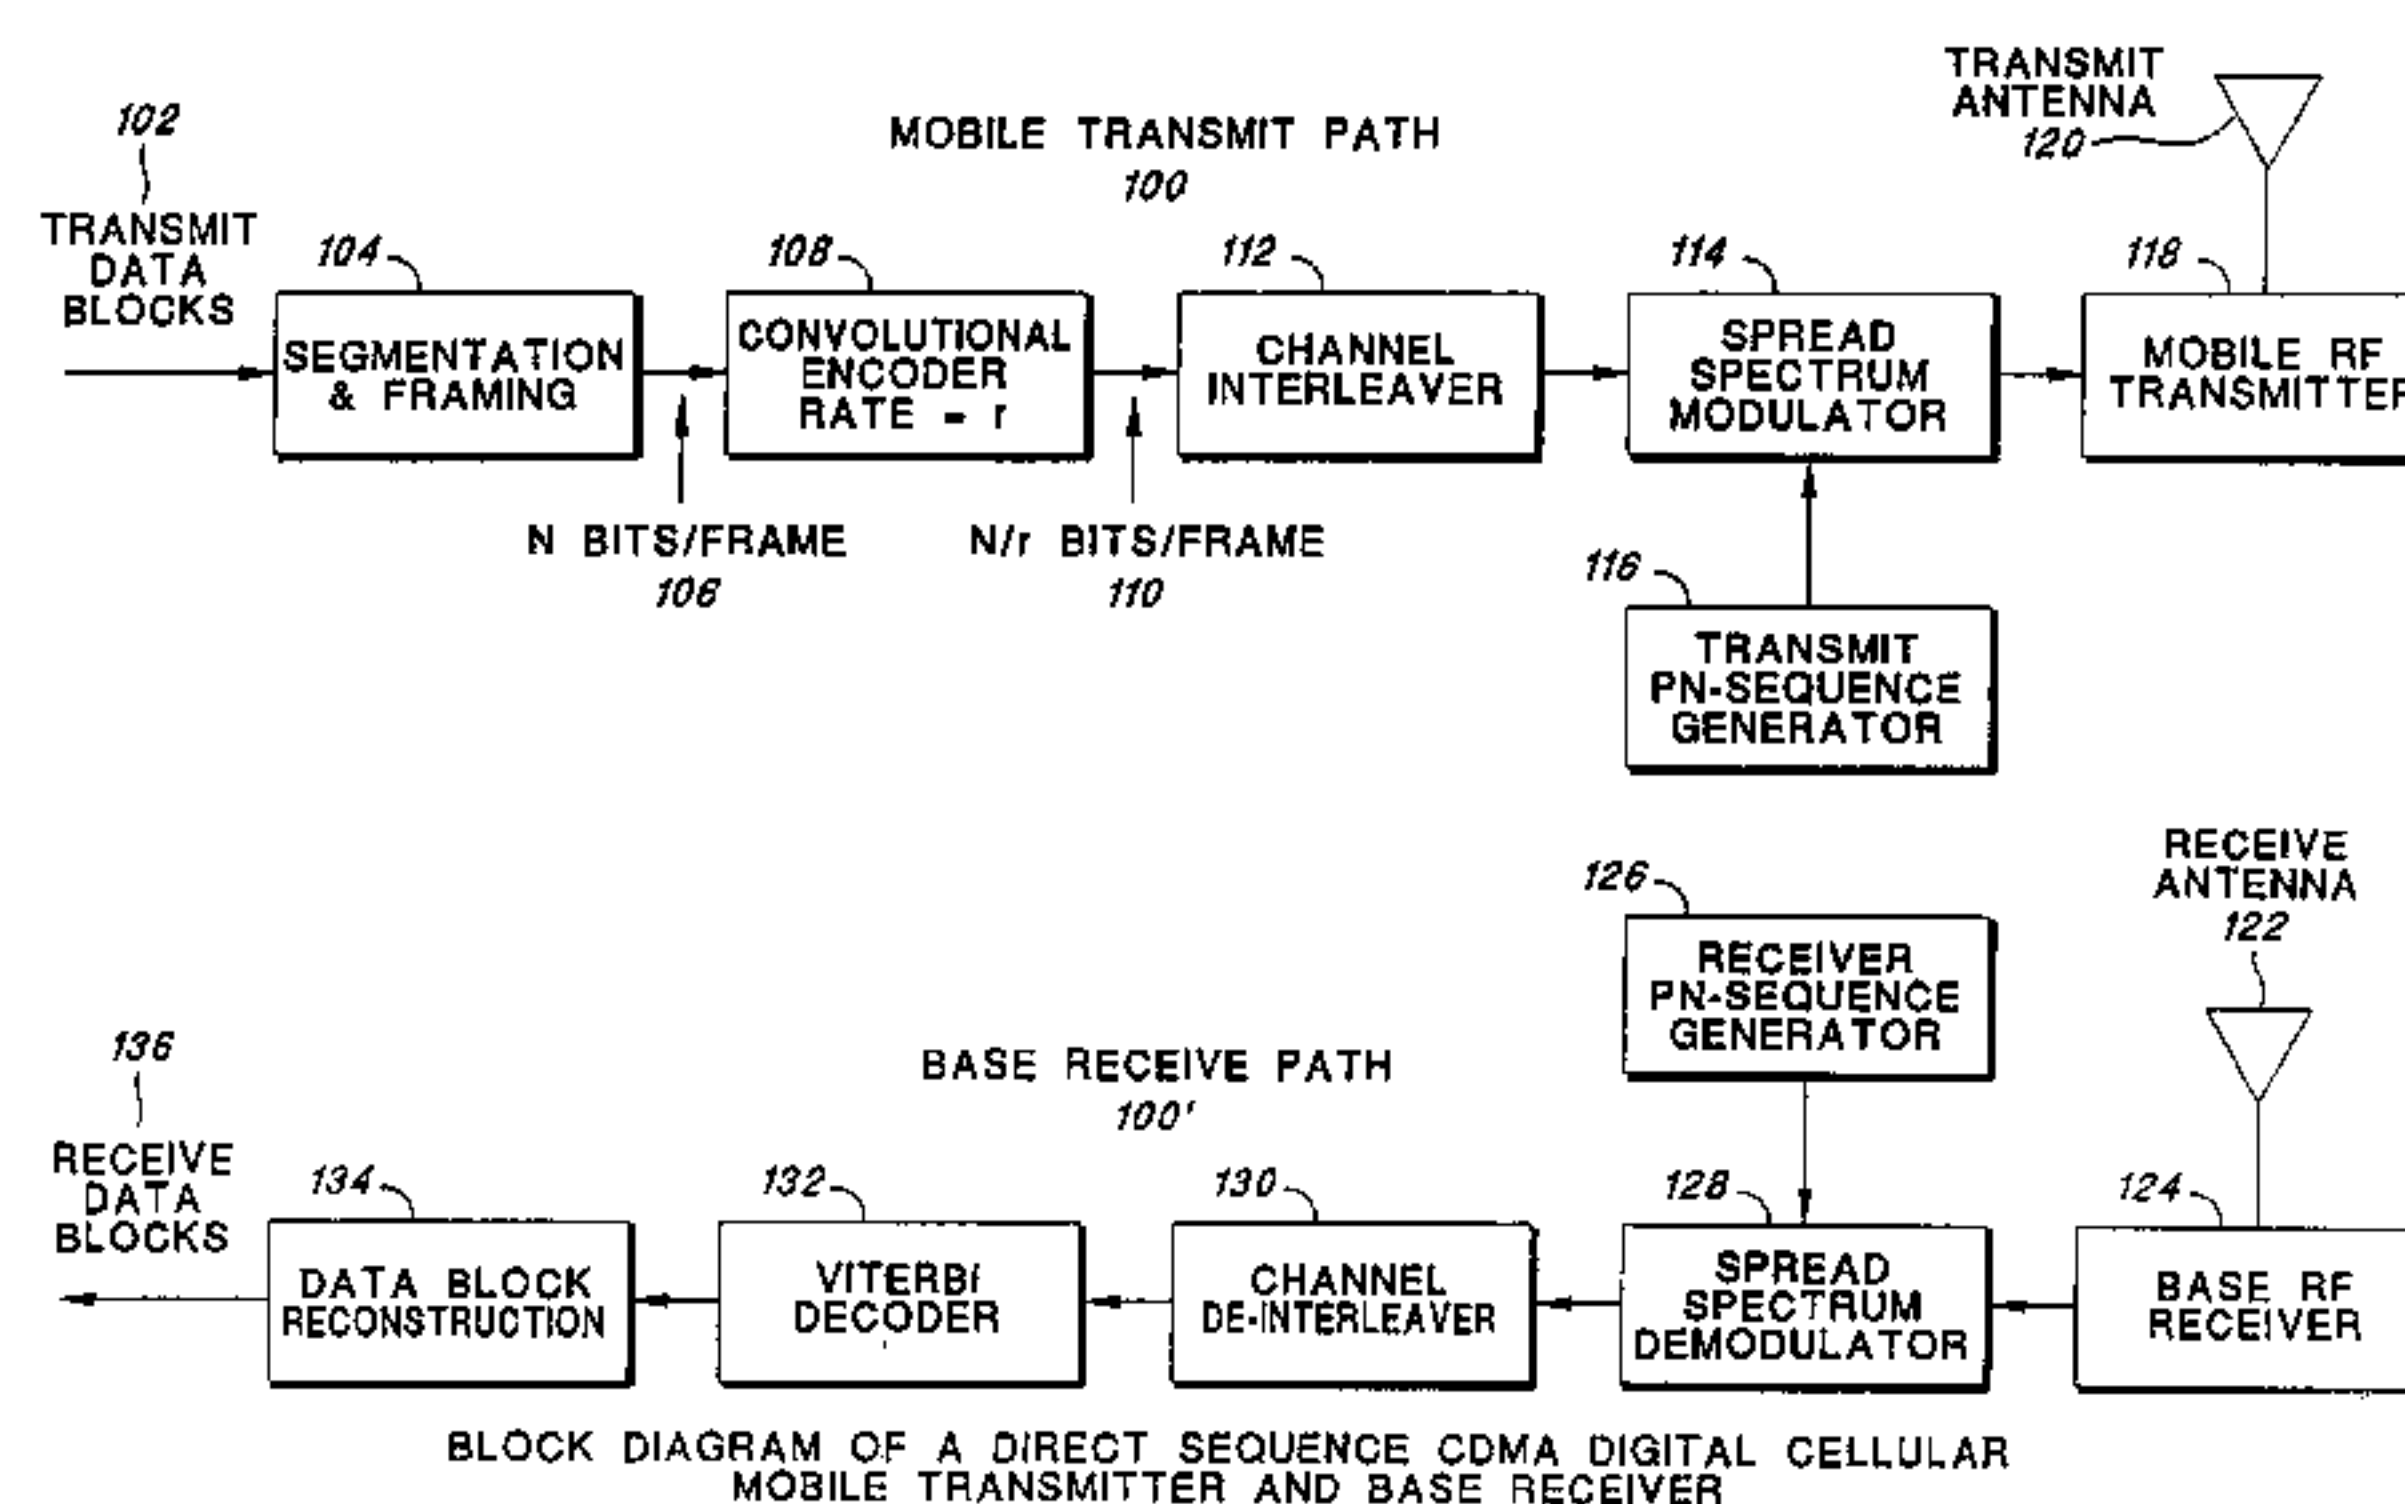 TRANSMIT
ANTENNA
120
102
MOBILE TRANSMIT PATH
100
TRANSMIT
DATA
BLOCKS
104
108
112
114
118
SEGMENTATION
& FRAMING
CONVOLUTIONAL
ENCODER
RATE = r
CHANNEL
INTERLEAVER
SPREAD
SPECTRUM
MODULATOR
MOBILE RF
TRANSMITTER
N BITS/FRAME
106
N/r BITS/FRAME
110
116
TRANSMIT
PN-SEQUENCE
GENERATOR
126
RECEIVER
PN-SEQUENCE
GENERATOR
RECEIVE
ANTENNA
122
136
BASE RECEIVE PATH
100'
RECEIVE
DATA
BLOCKS
134
132
130
128
124
DATA BLOCK
RECONSTRUCTION
VITERBI
DECODER
CHANNEL
DE-INTERLEAVER
SPREAD
SPECTRUM
DEMODULATOR
BASE RF
RECEIVER
BLOCK DIAGRAM OF A DIRECT SEQUENCE CDMA DIGITAL CELLULAR
MOBILE TRANSMITTER AND BASE RECEIVER